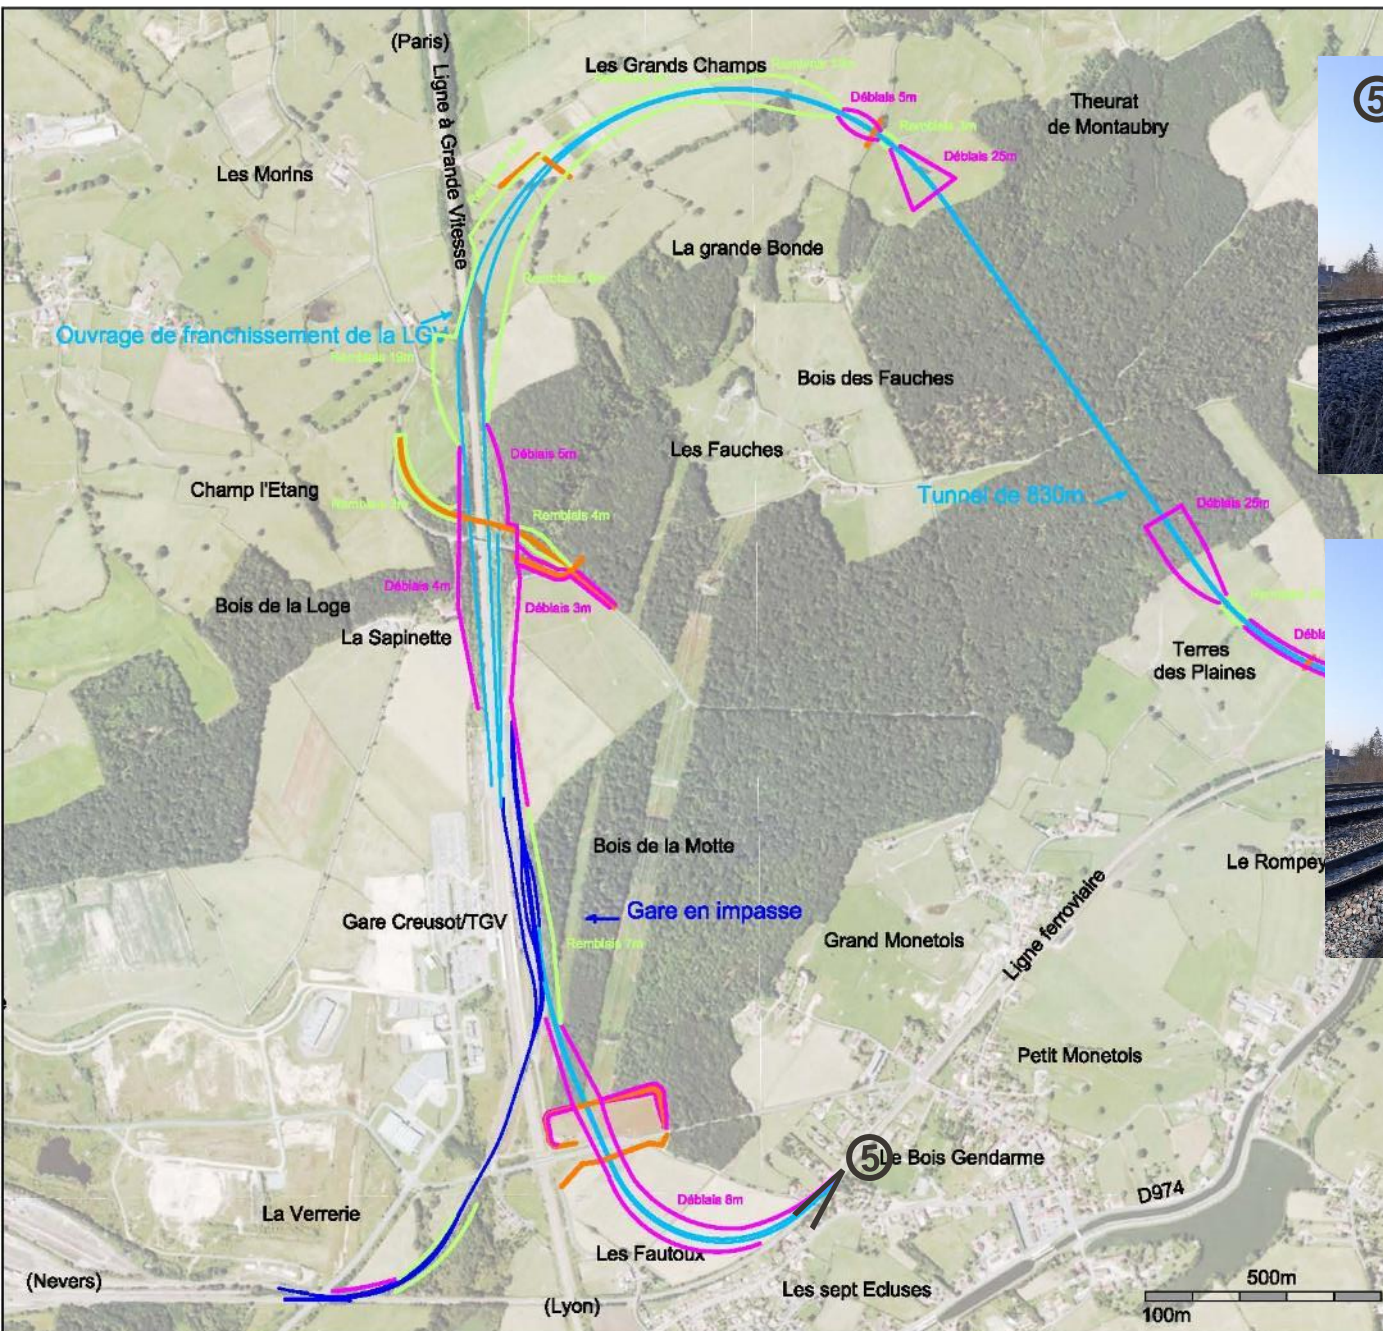 (Paris)
Ligne à Grande Vitesse
Les Grands Champs
Déblais 5m
Theurat
de Montaubry
⑤
Remblais 3m
Déblais 25m
Les Morins
La grande Bonde
Ouvrage de franchissement de la LGV
Remblais 19m
Bois des Fauches
Les Fauches
Déblais 5m
Champ l'Etang
Tunnel de 830m
Déblais 25m
Remblais 4m
Déblais 4m
Déblais 3m
Bois de la Loge
La Sapinette
Terres
des Plaines
Bois de la Motte
Le Rompey
Gare en impasse
Gare Creusot/TGV
Remblais 7m
Grand Monetois
Ligne ferroviaire
Petit Monetois
⑤
Le Bois Gendarme
D974
Déblais 6m
La Verrerie
Les Fautoux
(Nevers)
(Lyon)
Les sept Ecluses
500m
100m